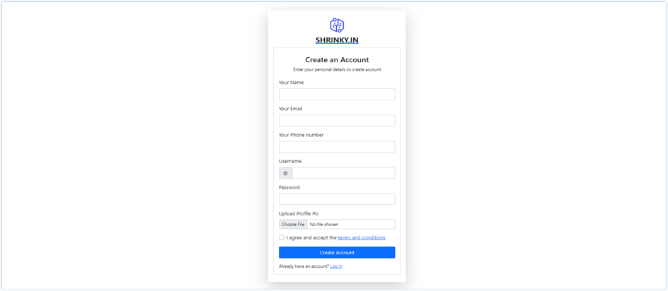 SHRINKY.IN
Create an Account
Enter your personal details to create account
Your Name
Your Email
Your Phone number
Username
@
Password
Upload Profile Pic
Choose File No file chosen
I agree and accept the terms and conditions
Create Account
Already have an account? Log in